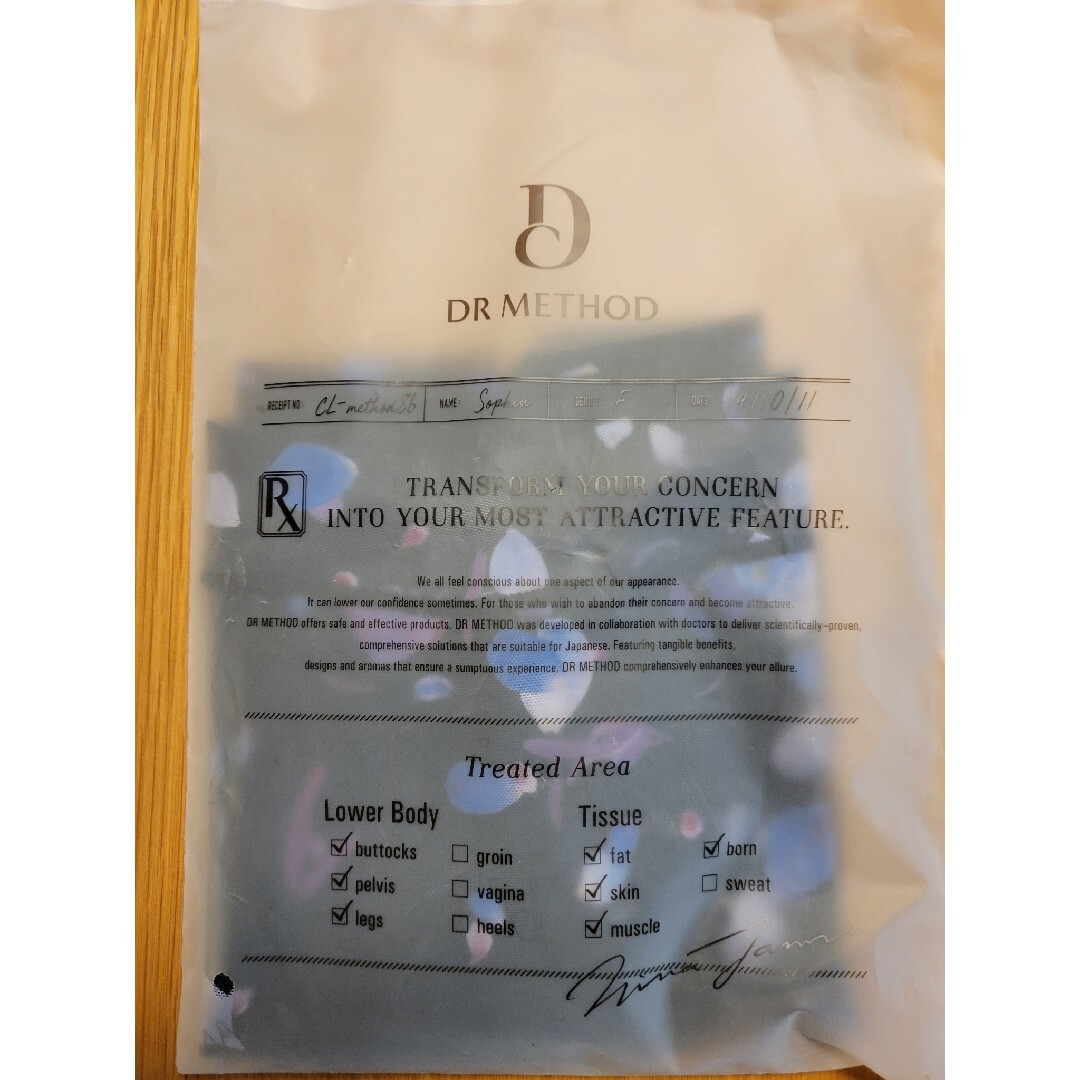 DC
DR METHOD
RECEIPT NO: CL-method86 NAME: SENDER: F DATE:
Rx
TRANSFORM YOUR CONCERN
INTO YOUR MOST ATTRACTIVE FEATURE.
We all feel conscious about one aspect of our appearance.
It can lower our confidence sometimes. For those who wish to abandon their concern and become attractive,
DR METHOD offers safe and effective products. DR METHOD was developed in collaboration with doctors to deliver scientifically-proven,
comprehensive solutions that are suitable for Japanese. Featuring tangible benefits,
designs and aromas that ensure a sumptuous experience, DR METHOD comprehensively enhances your allure.
Treated Area
Lower Body Tissue
buttocks groin fat born
pelvis vagina skin sweat
legs heels muscle